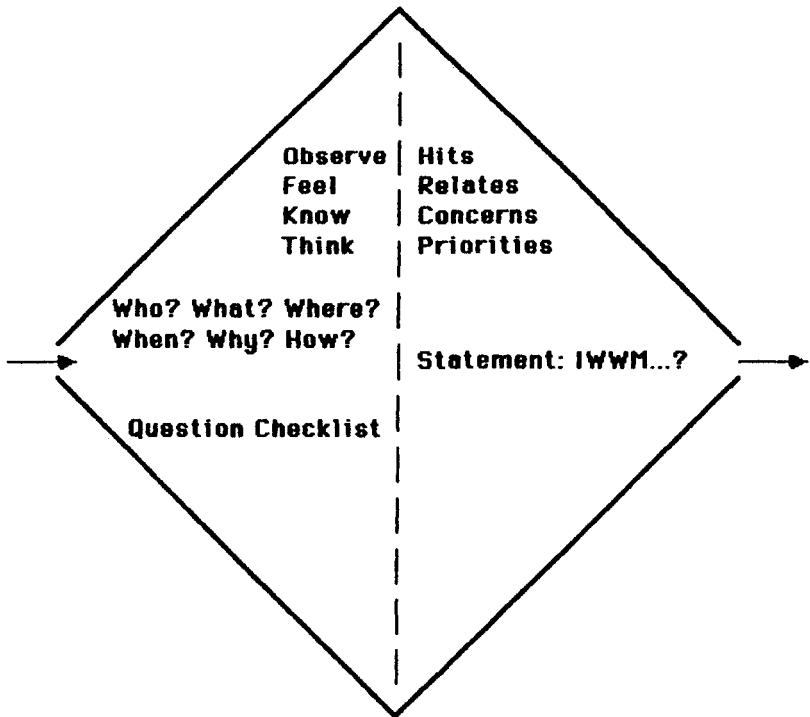 Observe
Feel
Know
Think
Hits
Relates
Concerns
Priorities
Who? What? Where?
When? Why? How?
Question Checklist
Statement: IWWM...?